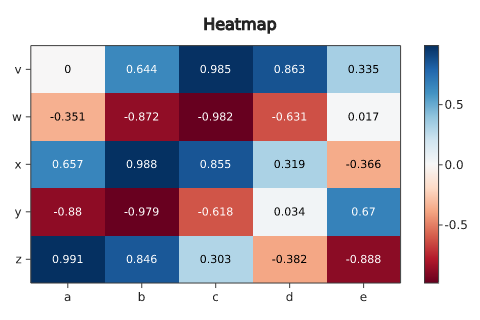 Heatmap
v 0 0.644 0.985 0.863 0.335
w -0.351 -0.872 -0.982 -0.631 0.017
x 0.657 0.988 0.855 0.319 -0.366
y -0.88 -0.979 -0.618 0.034 0.67
z 0.991 0.846 0.303 -0.382 -0.888
a b c d e
0.5
0.0
-0.5